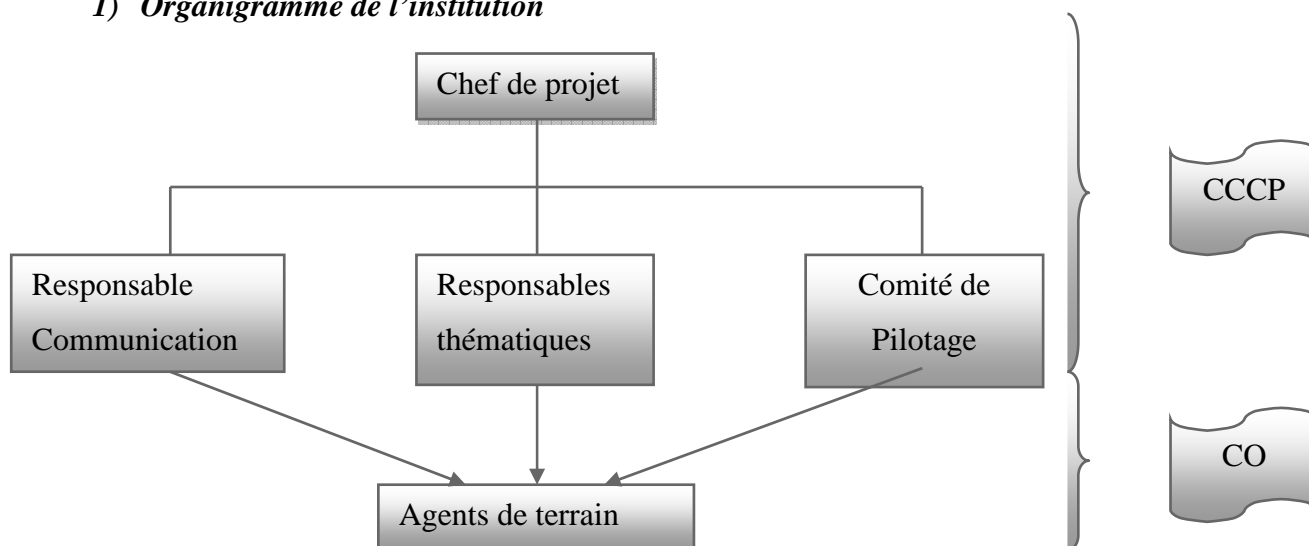 1) Organigramme de l'institution
Chef de projet
CCCP
Responsable
Communication
Responsables
thématiques
Comité de
Pilotage
CO
Agents de terrain